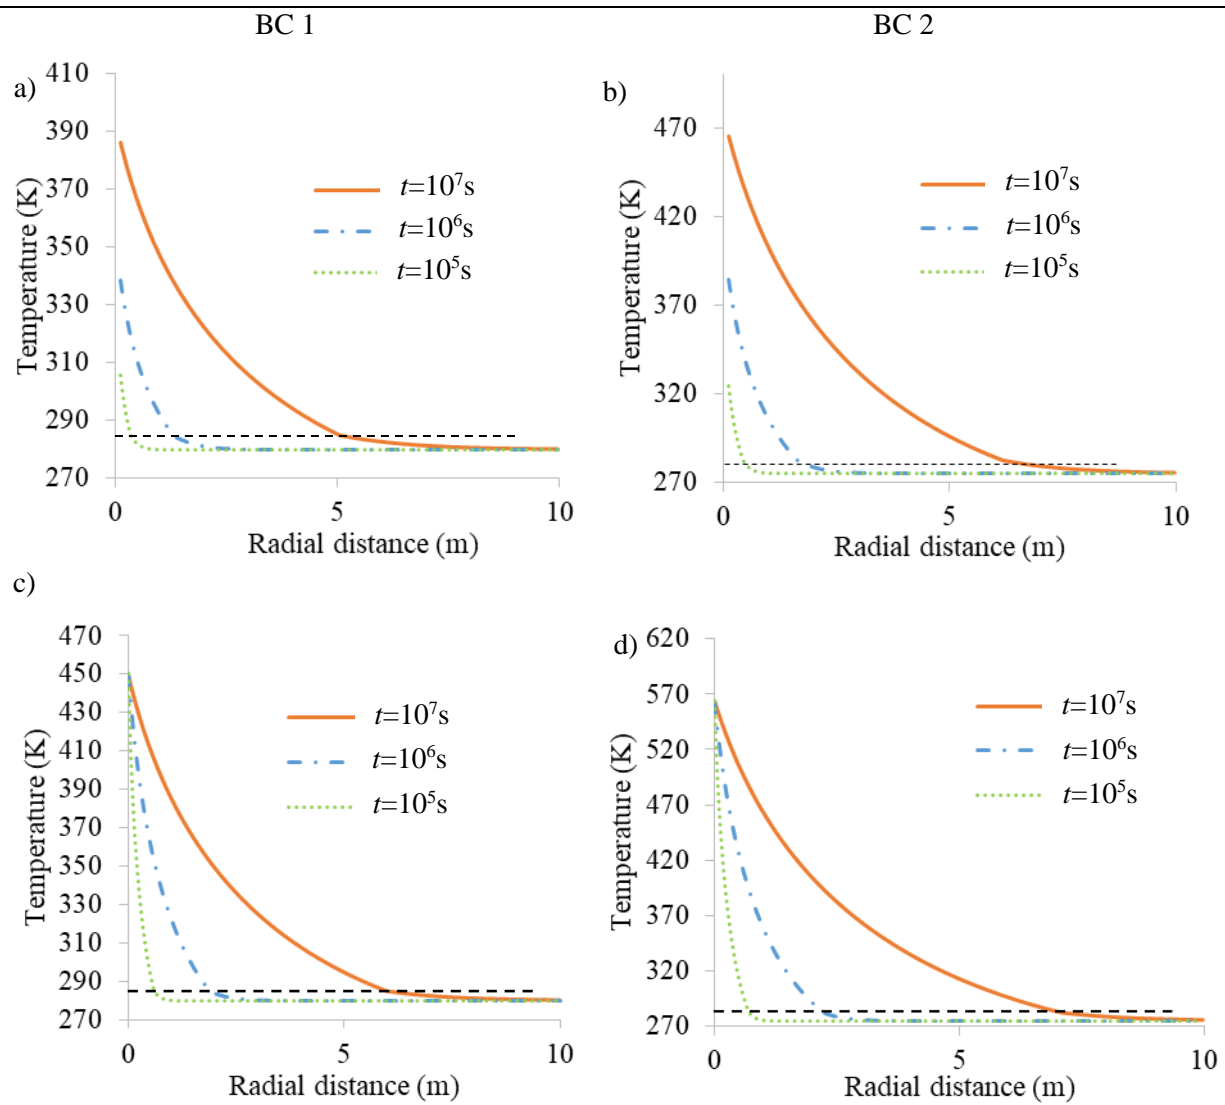 BC 1
BC 2
a)
410
390
370
350
330
310
290
270
Temperature (K)
t=10⁷s
t=10⁶s
t=10⁵s
0
5
10
Radial distance (m)
b)
470
420
370
320
270
Temperature (K)
t=10⁷s
t=10⁶s
t=10⁵s
0
5
10
Radial distance (m)
c)
470
450
430
410
390
370
350
330
310
290
270
Temperature (K)
t=10⁷s
t=10⁶s
t=10⁵s
0
5
10
Radial distance (m)
d)
620
570
520
470
420
370
320
270
Temperature (K)
t=10⁷s
t=10⁶s
t=10⁵s
0
5
10
Radial distance (m)